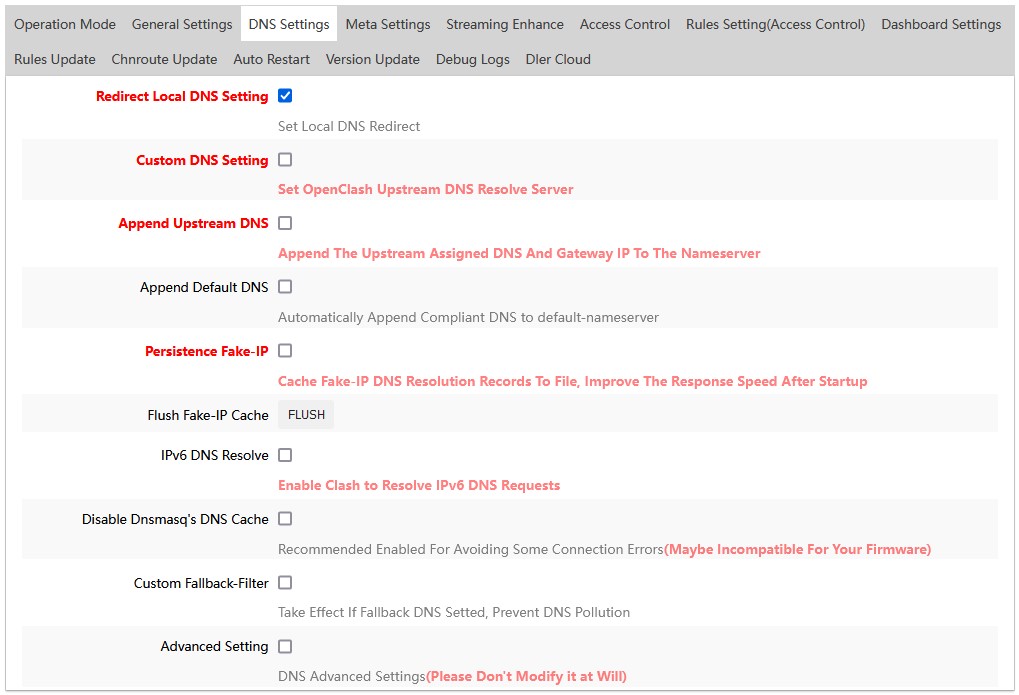 Operation Mode General Settings DNS Settings Meta Settings Streaming Enhance Access Control Rules Setting(Access Control) Dashboard Settings
Rules Update Chnroute Update Auto Restart Version Update Debug Logs Dler Cloud
Redirect Local DNS Setting
Set Local DNS Redirect
Custom DNS Setting
Set OpenClash Upstream DNS Resolve Server
Append Upstream DNS
Append The Upstream Assigned DNS And Gateway IP To The Nameserver
Append Default DNS
Automatically Append Compliant DNS to default-nameserver
Persistence Fake-IP
Cache Fake-IP DNS Resolution Records To File, Improve The Response Speed After Startup
Flush Fake-IP Cache FLUSH
IPv6 DNS Resolve
Enable Clash to Resolve IPv6 DNS Requests
Disable Dnsmasq's DNS Cache
Recommended Enabled For Avoiding Some Connection Errors(Maybe Incompatible For Your Firmware)
Custom Fallback-Filter
Take Effect If Fallback DNS Setted, Prevent DNS Pollution
Advanced Setting
DNS Advanced Settings(Please Don't Modify it at Will)